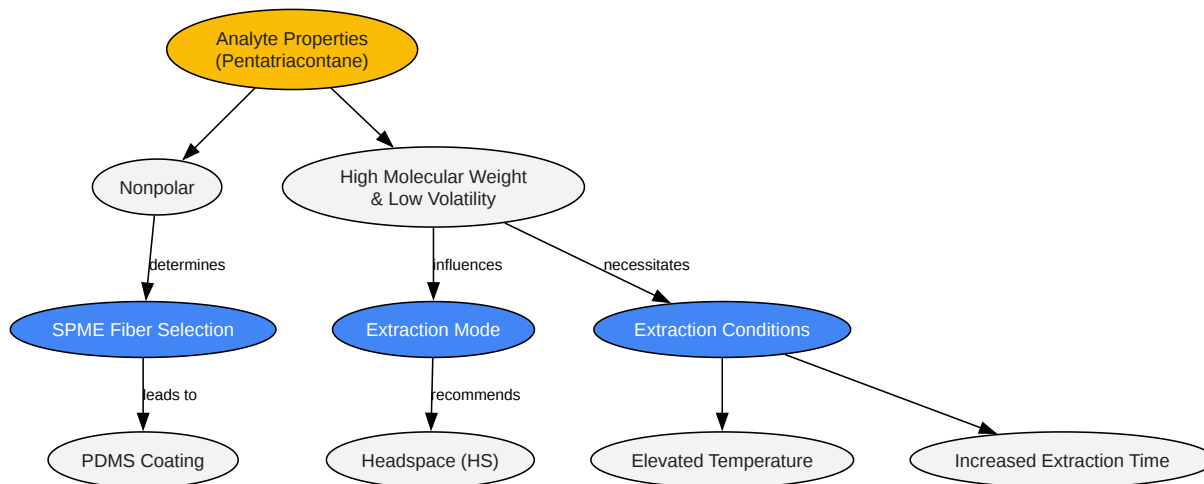 Analyte Properties
(Pentatriacontane)
Nonpolar
High Molecular Weight
& Low Volatility
determines
influences
necessitates
SPME Fiber Selection
Extraction Mode
Extraction Conditions
leads to
recommends
PDMS Coating
Headspace (HS)
Elevated Temperature
Increased Extraction Time